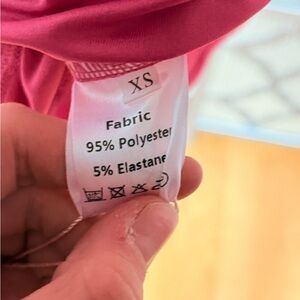 XS
Fabric
95% Polyester
5% Elastane